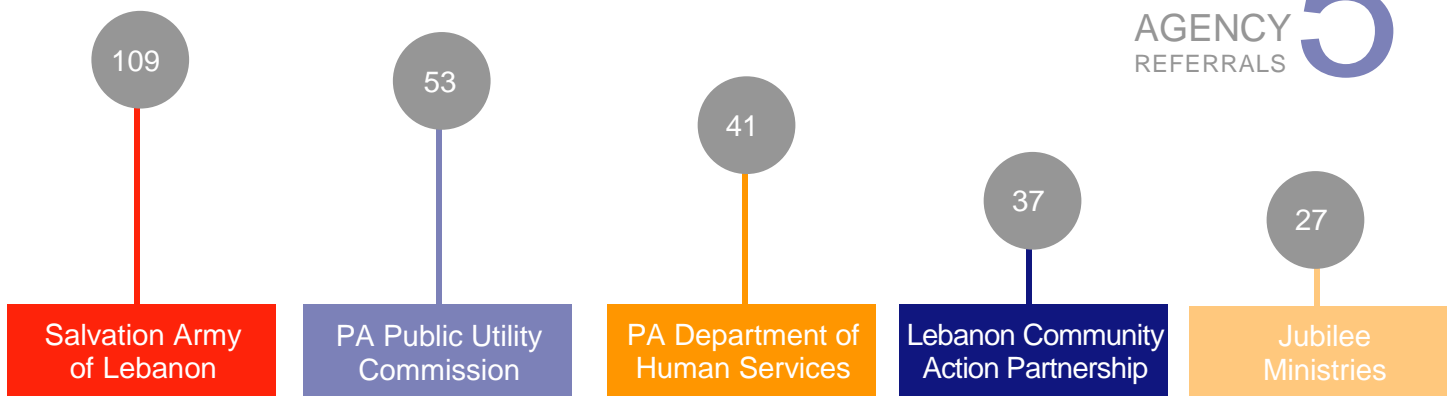 AGENCY 5
REFERRALS
109
53
41
37
27
Salvation Army
of Lebanon
PA Public Utility
Commission
PA Department of
Human Services
Lebanon Community
Action Partnership
Jubilee
Ministries